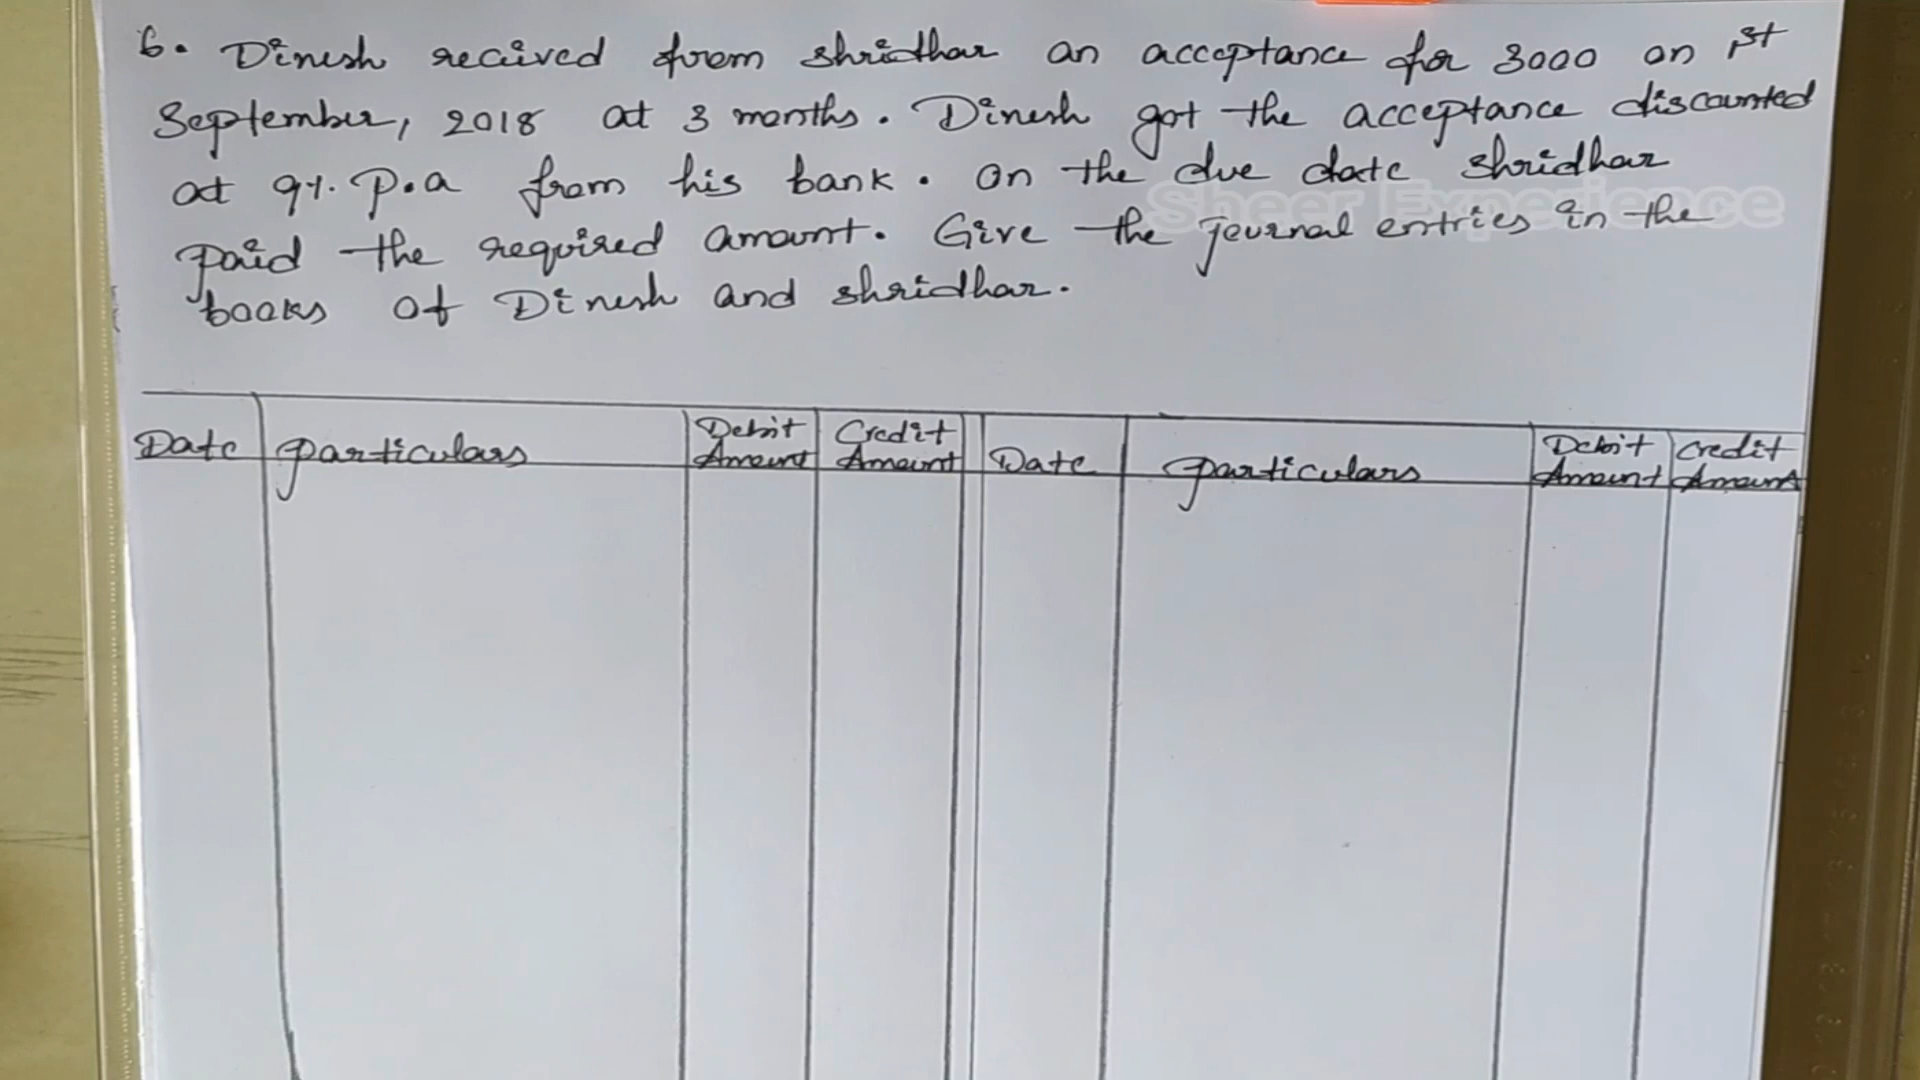 6. Dinesh recived from shridhar an acceptance for 3000 on 1st
September, 2018 at 3 months. Dinesh got the acceptance discounted
at 9%. P.a from his bank. on the due date shridhar
paid the required amount. Give the journal entries in the
books of Dinesh and shridhar.
Sheer Experience
Date Particulars Debit Amount Credit Amount Date Particulars Debit Amount Credit Amount